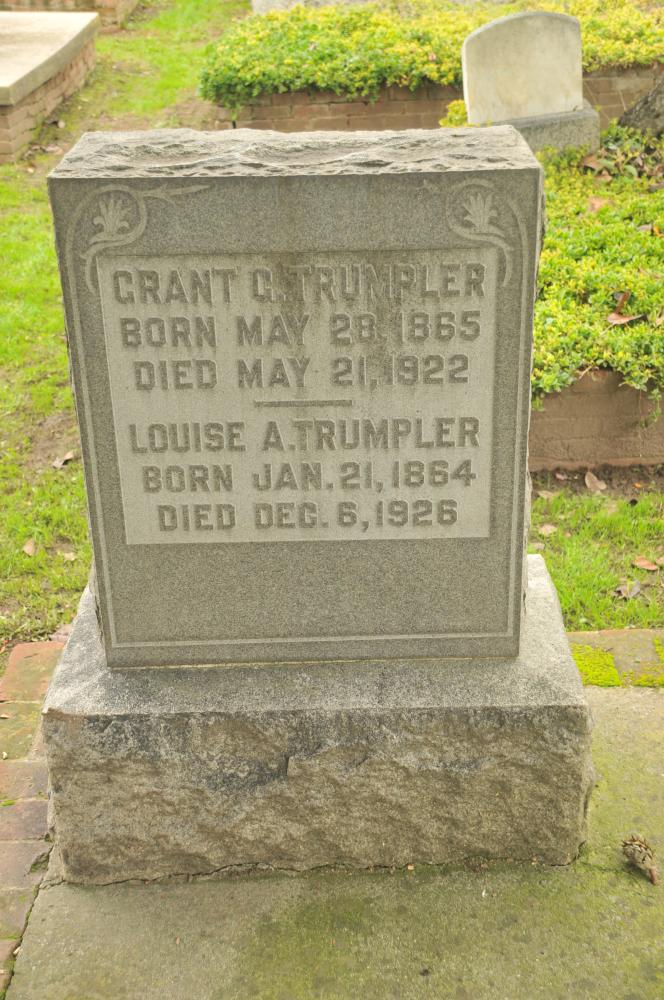 GRANT G. TRUMPLER
BORN MAY 28. 1865
DIED MAY 21, 1922
LOUISE A. TRUMPLER
BORN JAN. 21, 1864
DIED DEC. 6, 1926